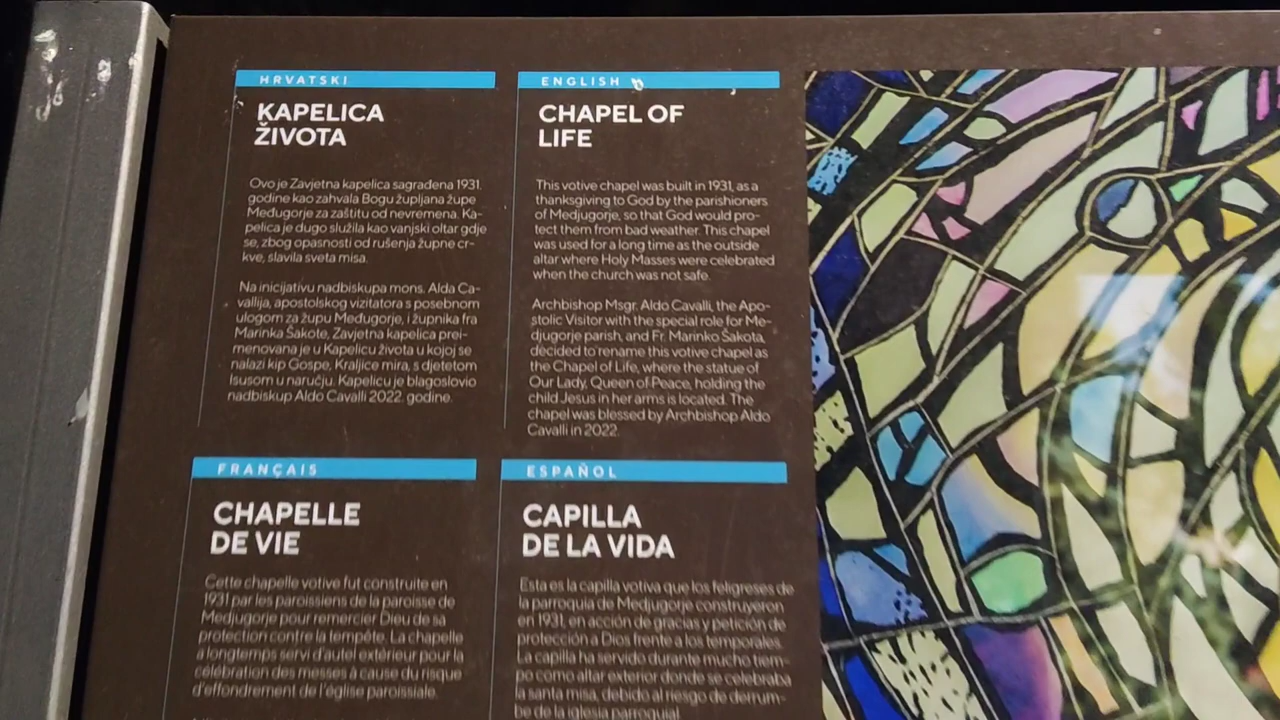 HRVATSKI
KAPELICA
ŽIVOTA
Ovo je Zavjetna kapelica sagrađena 1931.
godine kao zahvala Bogu župljana župe
Međugorje za zaštitu od nevremena. Ka-
pelica je dugo služila kao vanjski oltar gdje
se, zbog opasnosti od rušenja župne cr-
kve, slavila sveta misa.
Na inicijativu nadbiskupa mons. Alda Ca-
vallija, apostolskog vizitatora s posebnom
ulogom za župu Međugorje, i župnika fra
Marinka Šakote, Zavjetna kapelica prei-
menovana je u Kapelicu života u kojoj se
nalazi kip Gospe, Kraljice mira, s djetetom
Isusom u naručju. Kapelicu je blagoslovio
nadbiskup Aldo Cavalli 2022. godine.
ENGLISH
CHAPEL OF
LIFE
This votive chapel was built in 1931, as a
thanksgiving to God by the parishioners
of Medjugorje, so that God would pro-
tect them from bad weather. This chapel
was used for a long time as the outside
altar where Holy Masses were celebrated
when the church was not safe.
Archbishop Msgr. Aldo Cavalli, the Apo-
stolic Visitor with the special role for Me-
djugorje parish, and Fr. Marinko Šakota,
decided to rename this votive chapel as
the Chapel of Life, where the statue of
Our Lady, Queen of Peace, holding the
child Jesus in her arms is located. The
chapel was blessed by Archbishop Aldo
Cavalli in 2022.
FRANÇAIS
CHAPELLE
DE VIE
Cette chapelle votive fut construite en
1931 par les paroissiens de la paroisse de
Medjugorje pour remercier Dieu de sa
protection contre la tempête. La chapelle
a longtemps servi d'autel extérieur pour la
célébration des messes à cause du risque
d'effondrement de l'église paroissiale.
ESPAÑOL
CAPILLA
DE LA VIDA
Esta es la capilla votiva que los feligreses de
la parroquia de Medjugorje construyeron
en 1931, en acción de gracias y petición de
protección a Dios frente a los temporales.
La capilla ha servido durante mucho tiem-
po como altar exterior donde se celebraba
la santa misa, debido al riesgo de derrum-
be de la iglesia parroquial.